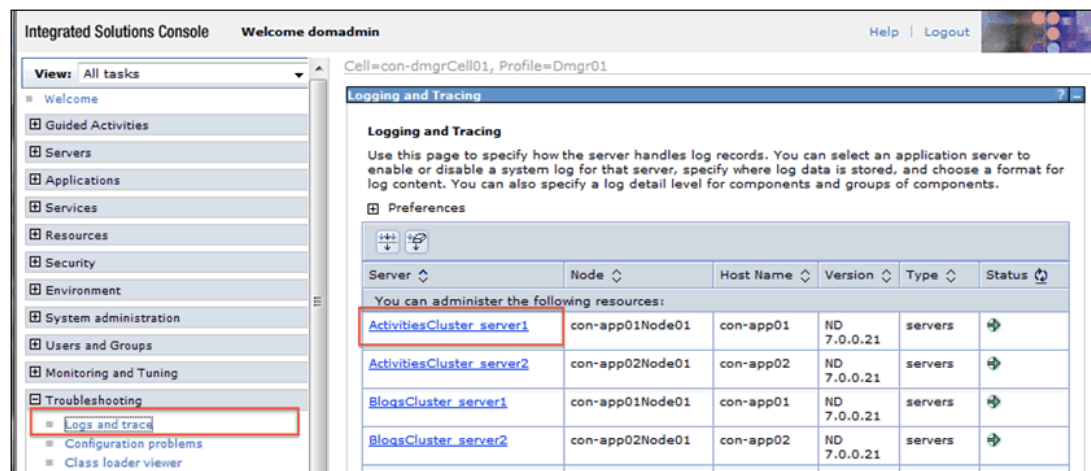 Integrated Solutions Console Welcome domadmin Help | Logout
View: All tasks
Welcome
Guided Activities
Servers
Applications
Services
Resources
Security
Environment
System administration
Users and Groups
Monitoring and Tuning
Troubleshooting
Logs and trace
Configuration problems
Class loader viewer
Cell=con-dmgrCell01, Profile=Dmgr01
Logging and Tracing ? _
Logging and Tracing
Use this page to specify how the server handles log records. You can select an application server to
enable or disable a system log for that server, specify where log data is stored, and choose a format for
log content. You can also specify a log detail level for components and groups of components.
Preferences
Server Node Host Name Version Type Status
You can administer the following resources:
ActivitiesCluster_server1 con-app01Node01 con-app01 ND 7.0.0.21 servers
ActivitiesCluster_server2 con-app02Node01 con-app02 ND 7.0.0.21 servers
BlogsCluster_server1 con-app01Node01 con-app01 ND 7.0.0.21 servers
BlogsCluster_server2 con-app02Node01 con-app02 ND 7.0.0.21 servers